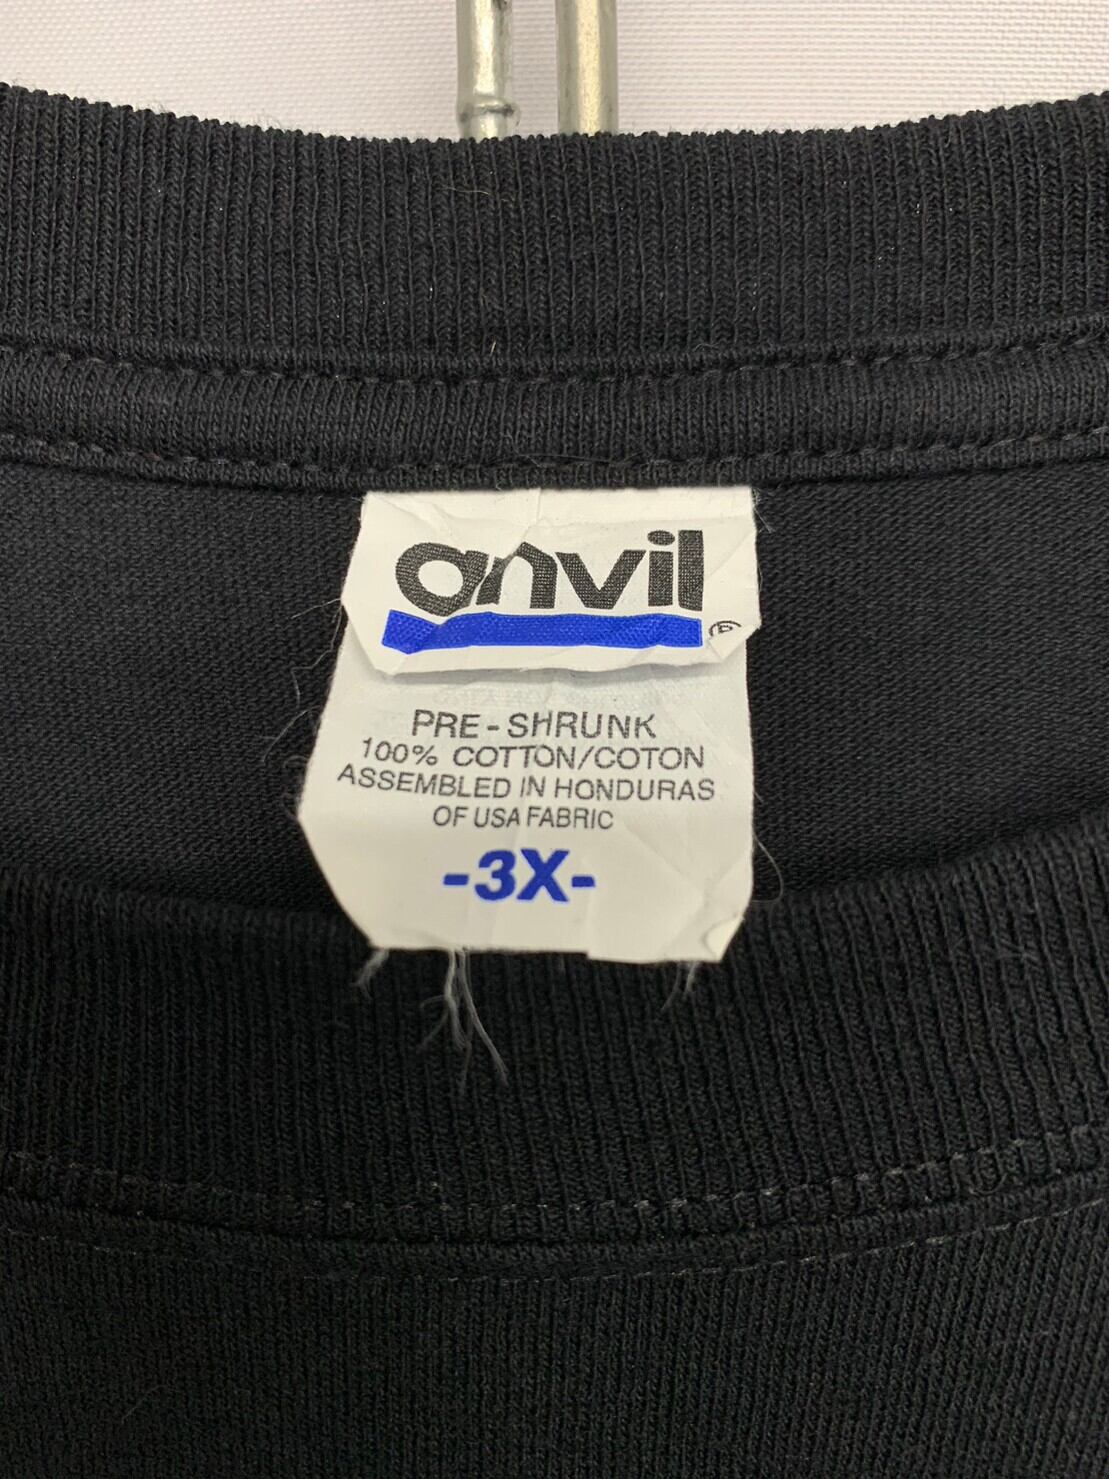 anvil®
PRE-SHRUNK
100% COTTON/COTON
ASSEMBLED IN HONDURAS
OF USA FABRIC
-3X-